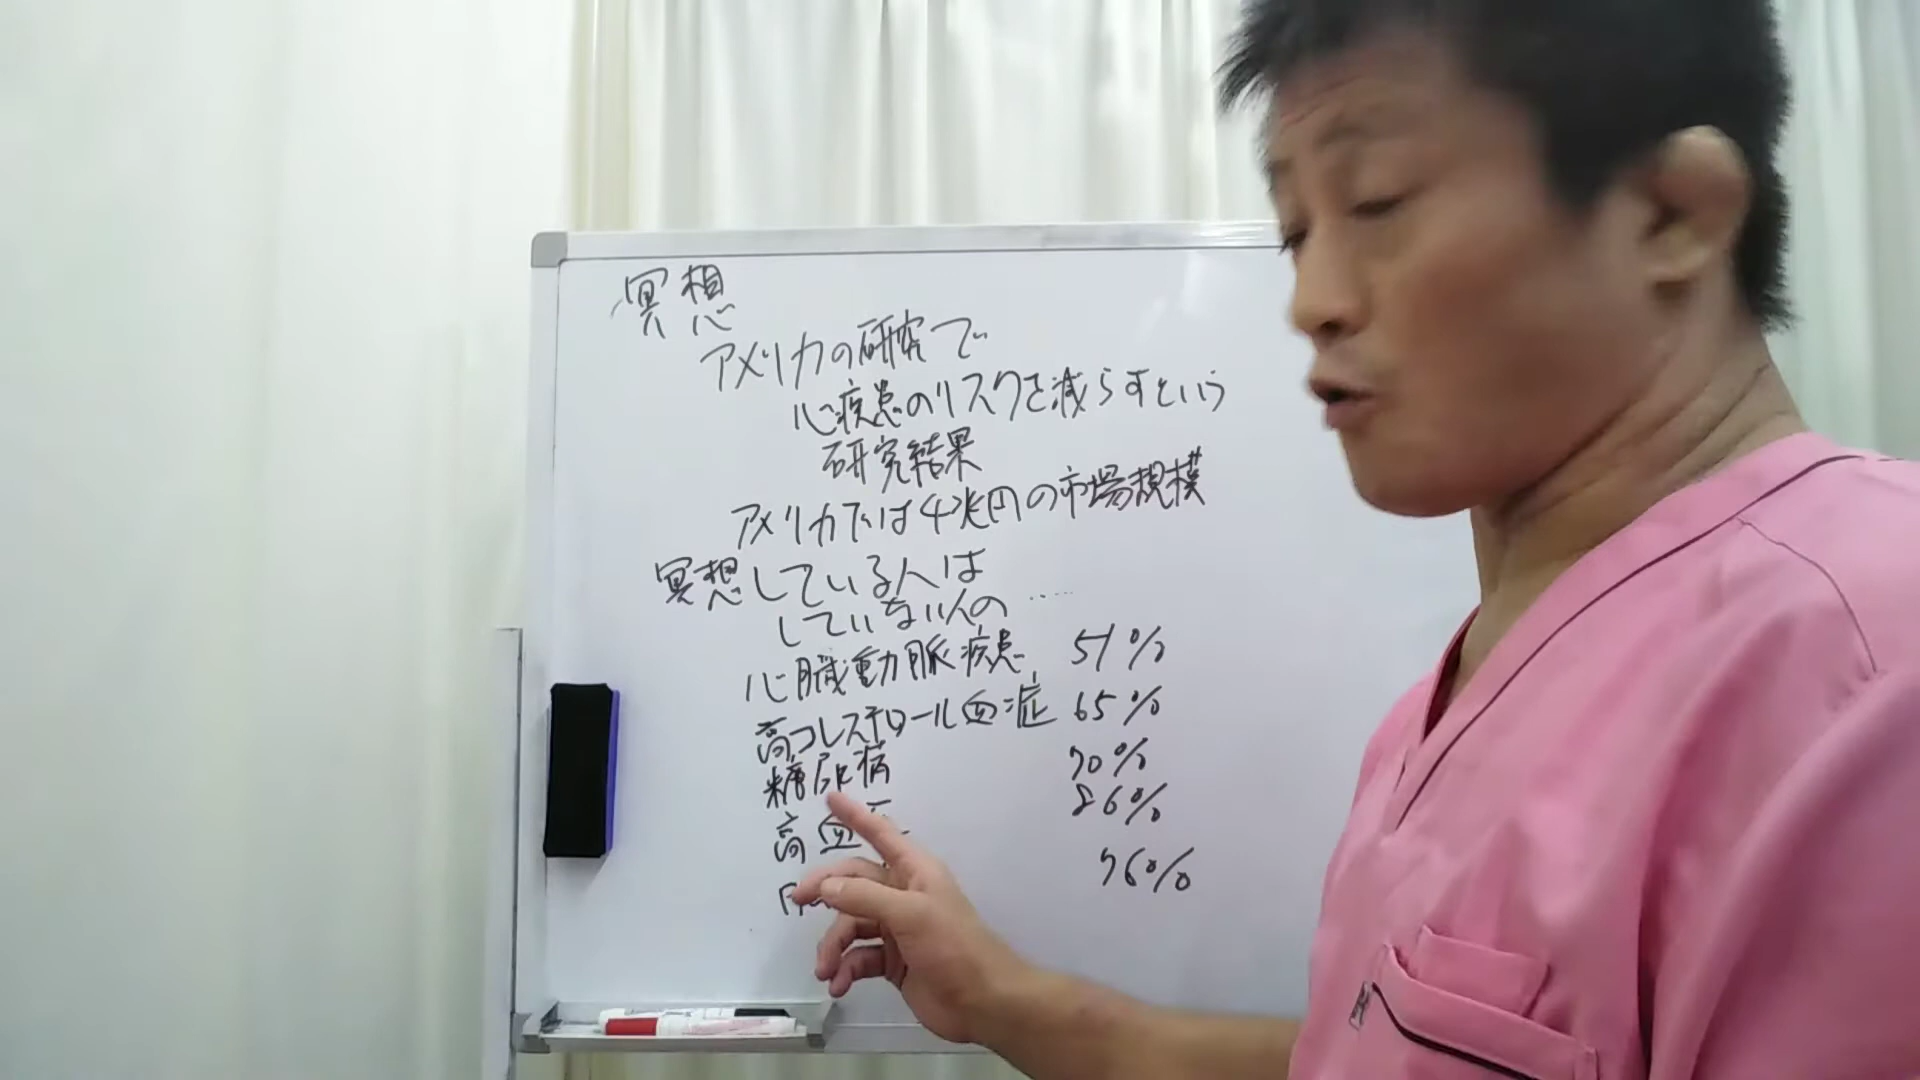 冥想
アメリカの研究で
心疾患のリスクを減らすという
研究結果
アメリカでは4兆円の市場規模
冥想している人は
していない人の ‥‥‥
心臓動脈疾患 51%
高コレステロール血症 65%
糖尿病 70%
高血 86%
76%